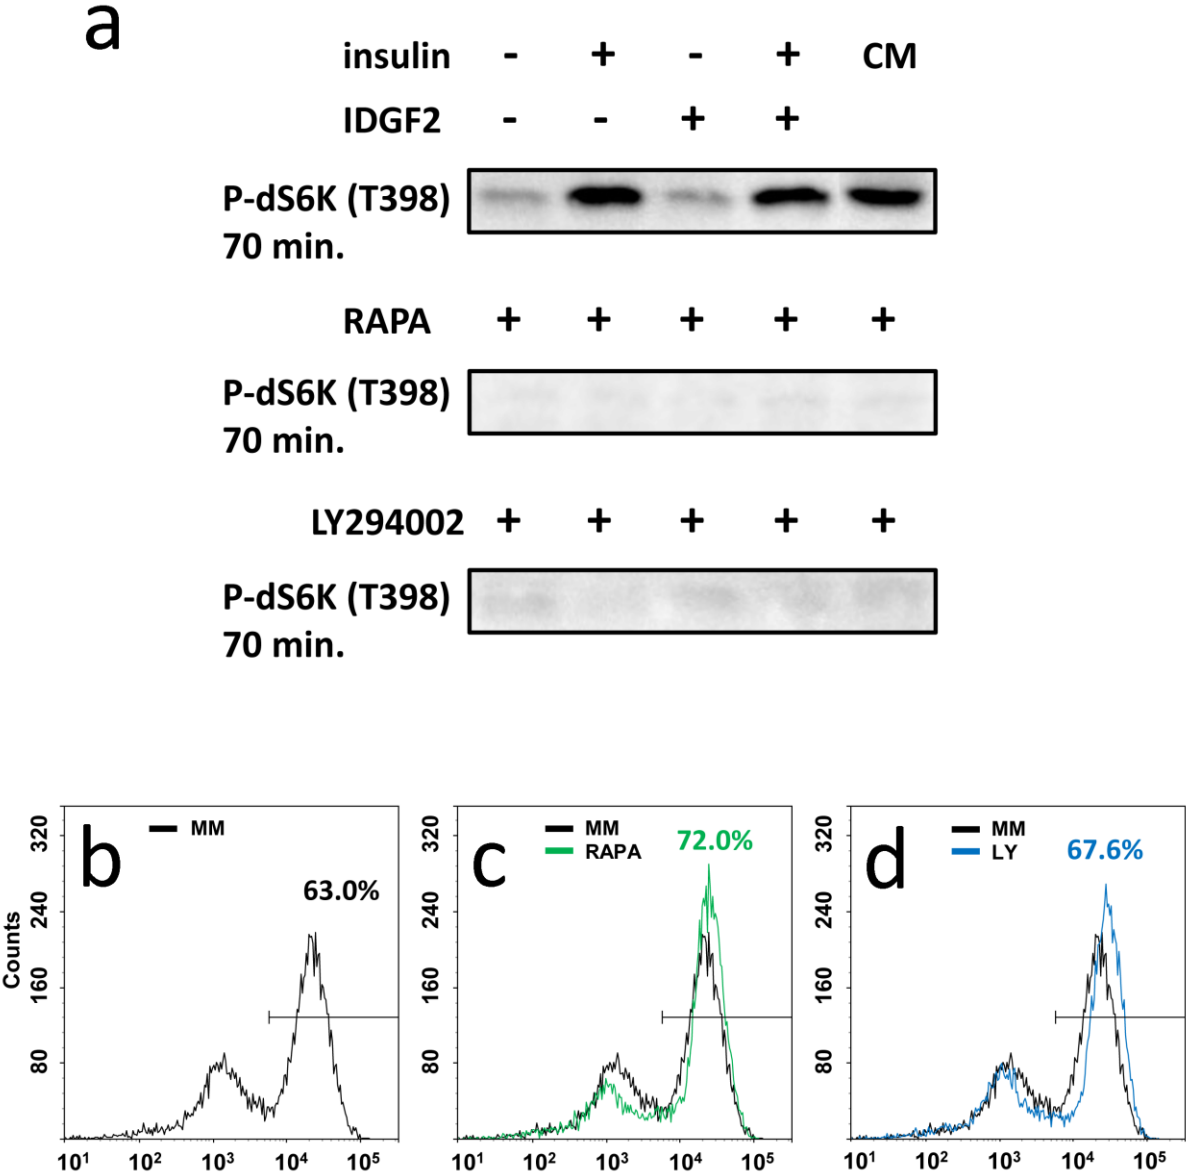 a
insulin - + - + CM
IDGF2 - - + +
P-dS6K (T398)
70 min.
RAPA + + + + +
P-dS6K (T398)
70 min.
LY294002 + + + + +
P-dS6K (T398)
70 min.
b
MM
63.0%
Counts
320
240
160
80
10¹ 10² 10³ 10⁴ 10⁵
c
MM
RAPA
72.0%
320
240
160
80
10¹ 10² 10³ 10⁴ 10⁵
d
MM
LY
67.6%
320
240
160
80
10¹ 10² 10³ 10⁴ 10⁵